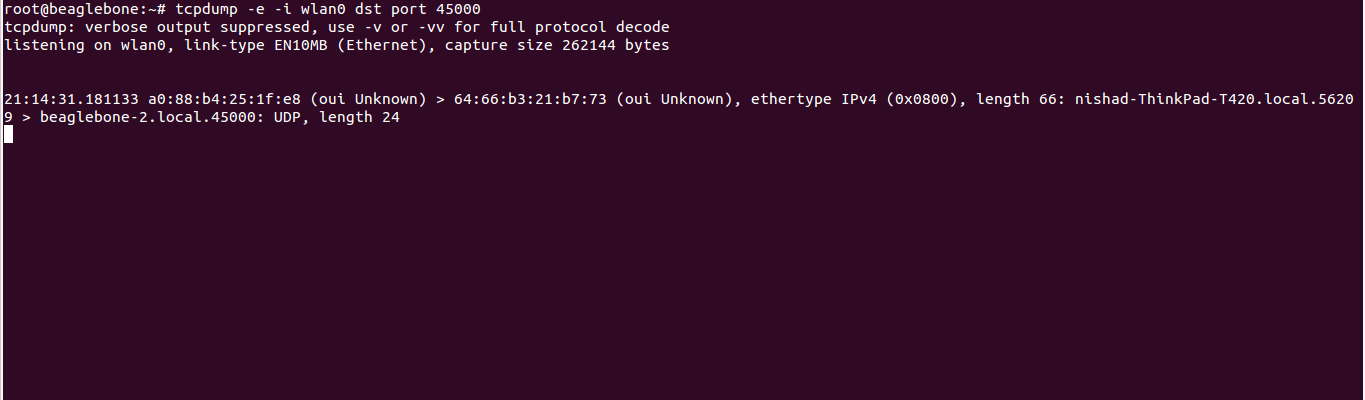 root@beaglebone:~# tcpdump -e -i wlan0 dst port 45000
tcpdump: verbose output suppressed, use -v or -vv for full protocol decode
listening on wlan0, link-type EN10MB (Ethernet), capture size 262144 bytes
21:14:31.181133 a0:88:b4:25:1f:e8 (oui Unknown) > 64:66:b3:21:b7:73 (oui Unknown), ethertype IPv4 (0x0800), length 66: nishad-ThinkPad-T420.local.5620
9 > beaglebone-2.local.45000: UDP, length 24